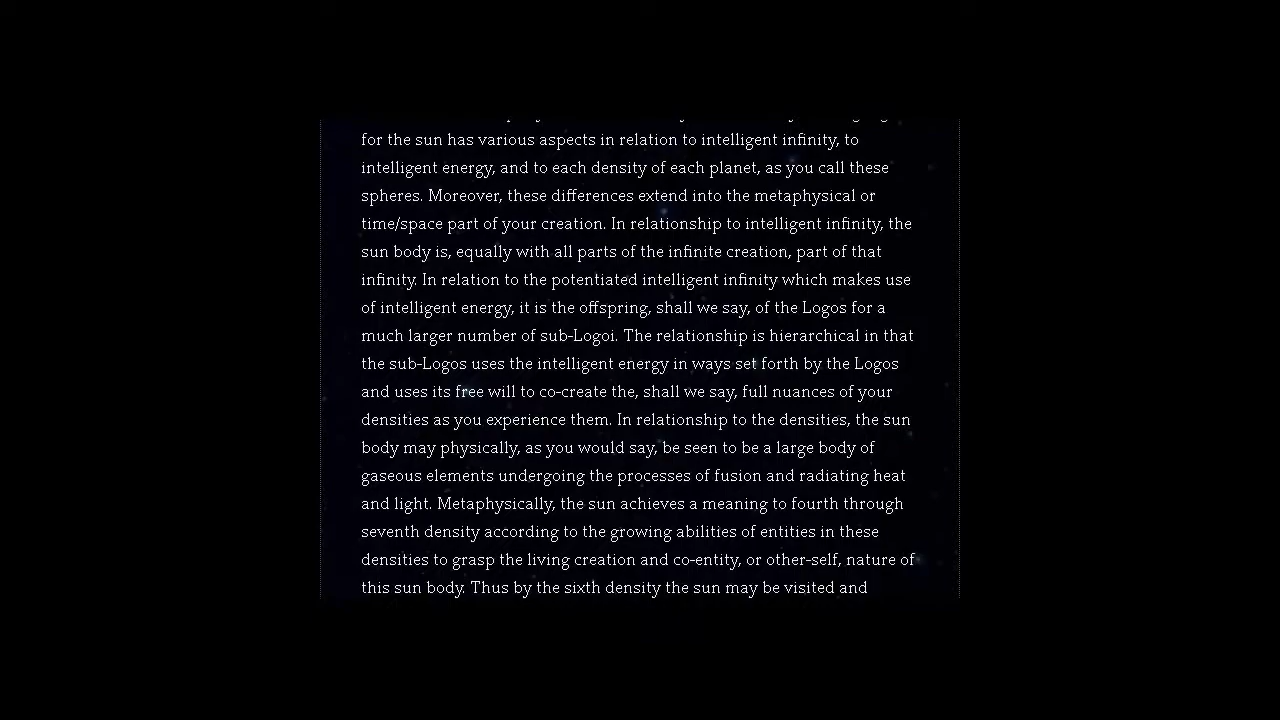 for the sun has various aspects in relation to intelligent infinity, to
intelligent energy, and to each density of each planet, as you call these
spheres. Moreover, these differences extend into the metaphysical or
time/space part of your creation. In relationship to intelligent infinity, the
sun body is, equally with all parts of the infinite creation, part of that
infinity. In relation to the potentiated intelligent infinity which makes use
of intelligent energy, it is the offspring, shall we say, of the Logos for a
much larger number of sub-Logoi. The relationship is hierarchical in that
the sub-Logos uses the intelligent energy in ways set forth by the Logos
and uses its free will to co-create the, shall we say, full nuances of your
densities as you experience them. In relationship to the densities, the sun
body may physically, as you would say, be seen to be a large body of
gaseous elements undergoing the processes of fusion and radiating heat
and light. Metaphysically, the sun achieves a meaning to fourth through
seventh density according to the growing abilities of entities in these
densities to grasp the living creation and co-entity, or other-self, nature of
this sun body. Thus by the sixth density the sun may be visited and